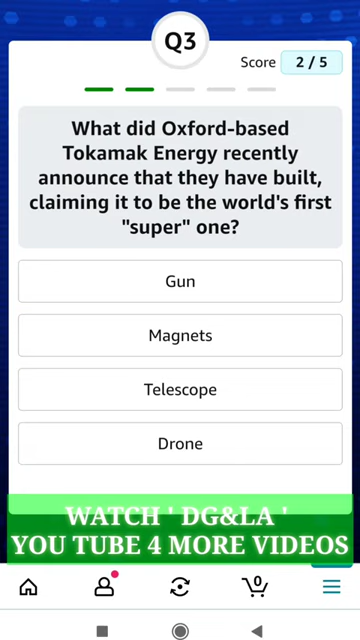 Q3
Score 2 / 5
What did Oxford-based
Tokamak Energy recently
announce that they have built,
claiming it to be the world's first
"super" one?
Gun
Magnets
Telescope
Drone
WATCH ' DG&LA '
YOU TUBE 4 MORE VIDEOS
0